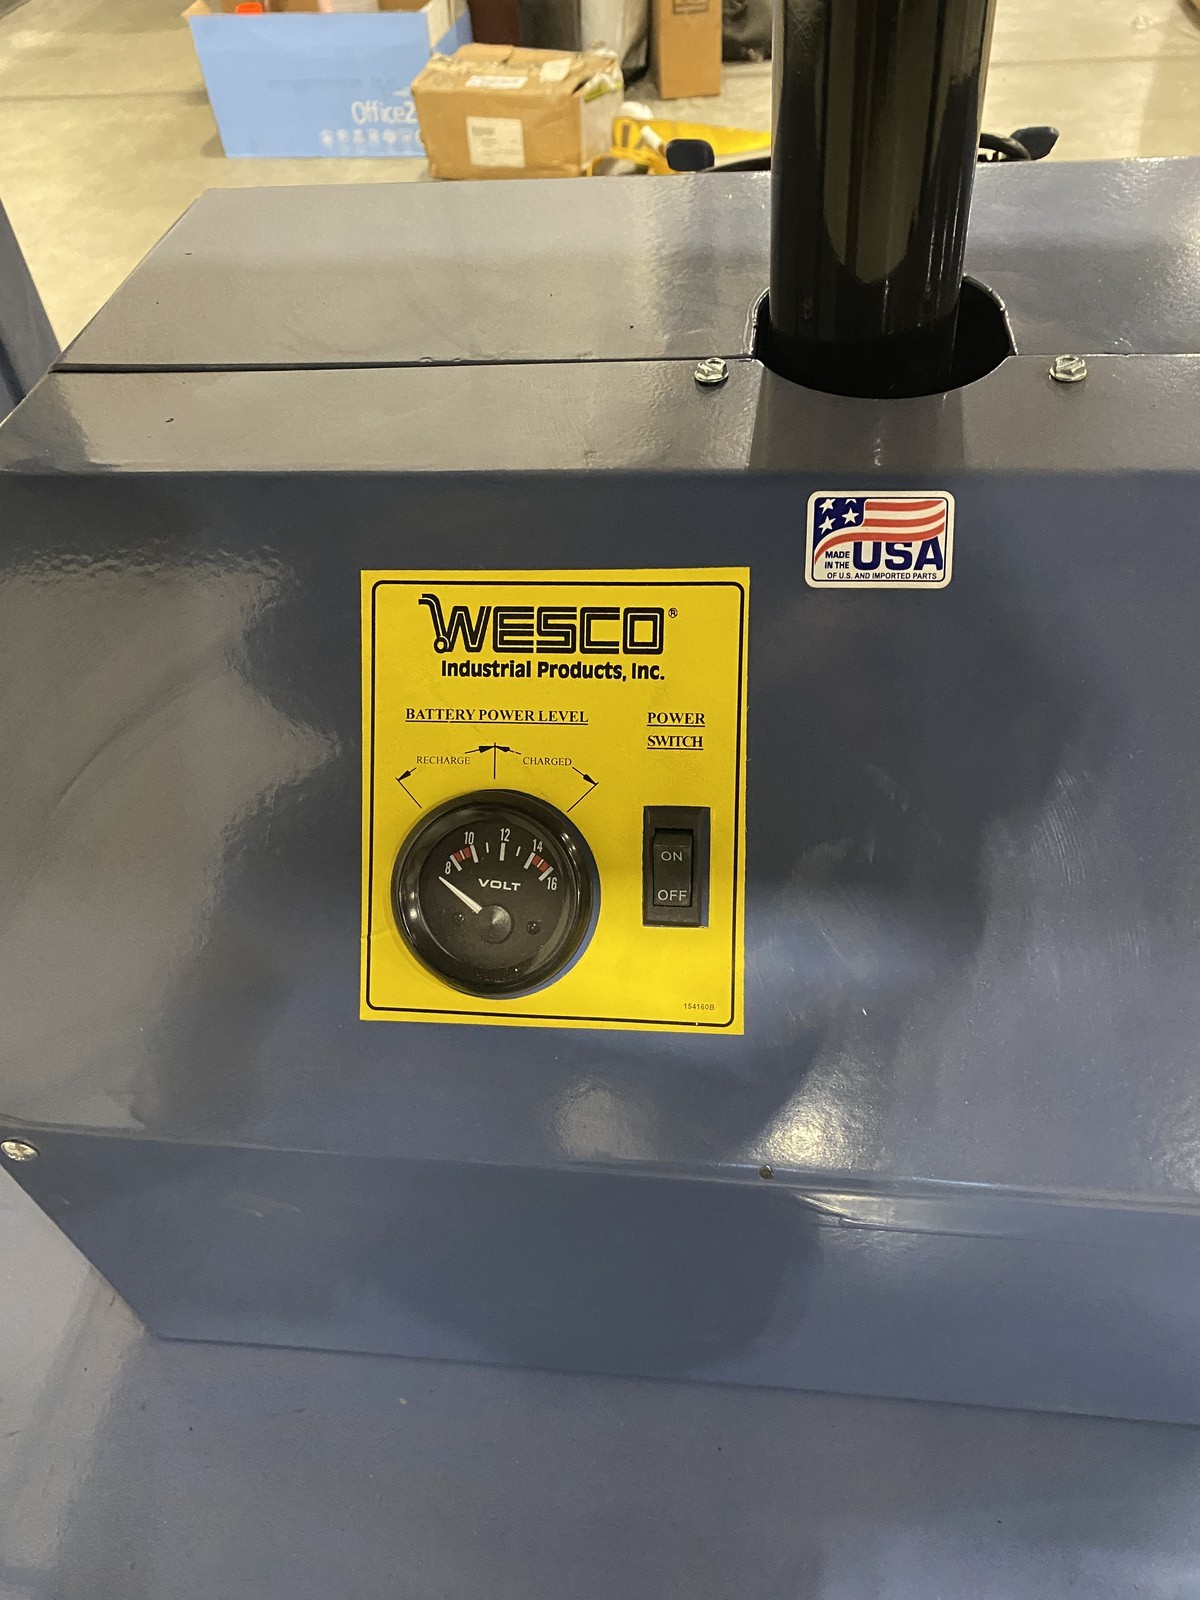 Office2
WESCO®
Industrial Products, Inc.
BATTERY POWER LEVEL
POWER
SWITCH
RECHARGE
CHARGED
8 10 12 14 16
VOLT
ON
OFF
154160B
MADE
IN THE
USA
OF U.S. AND IMPORTED PARTS